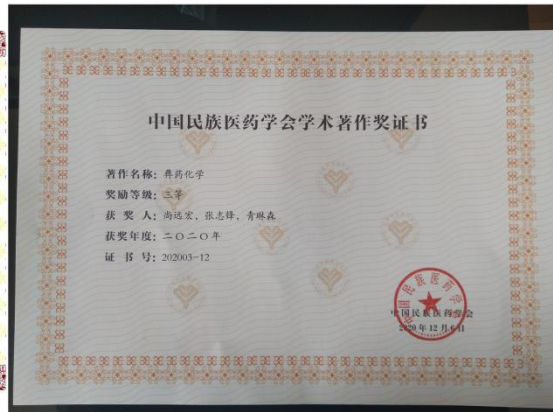 中国民族医药学会学术著作奖证书
著作名称：彝药化学
奖励等级：三等
获 奖 人：尚远宏，张志锋，青琳森
获奖年度：二〇二〇年
证 书 号：202003-12
中国民族医药学会
2020年12月6日